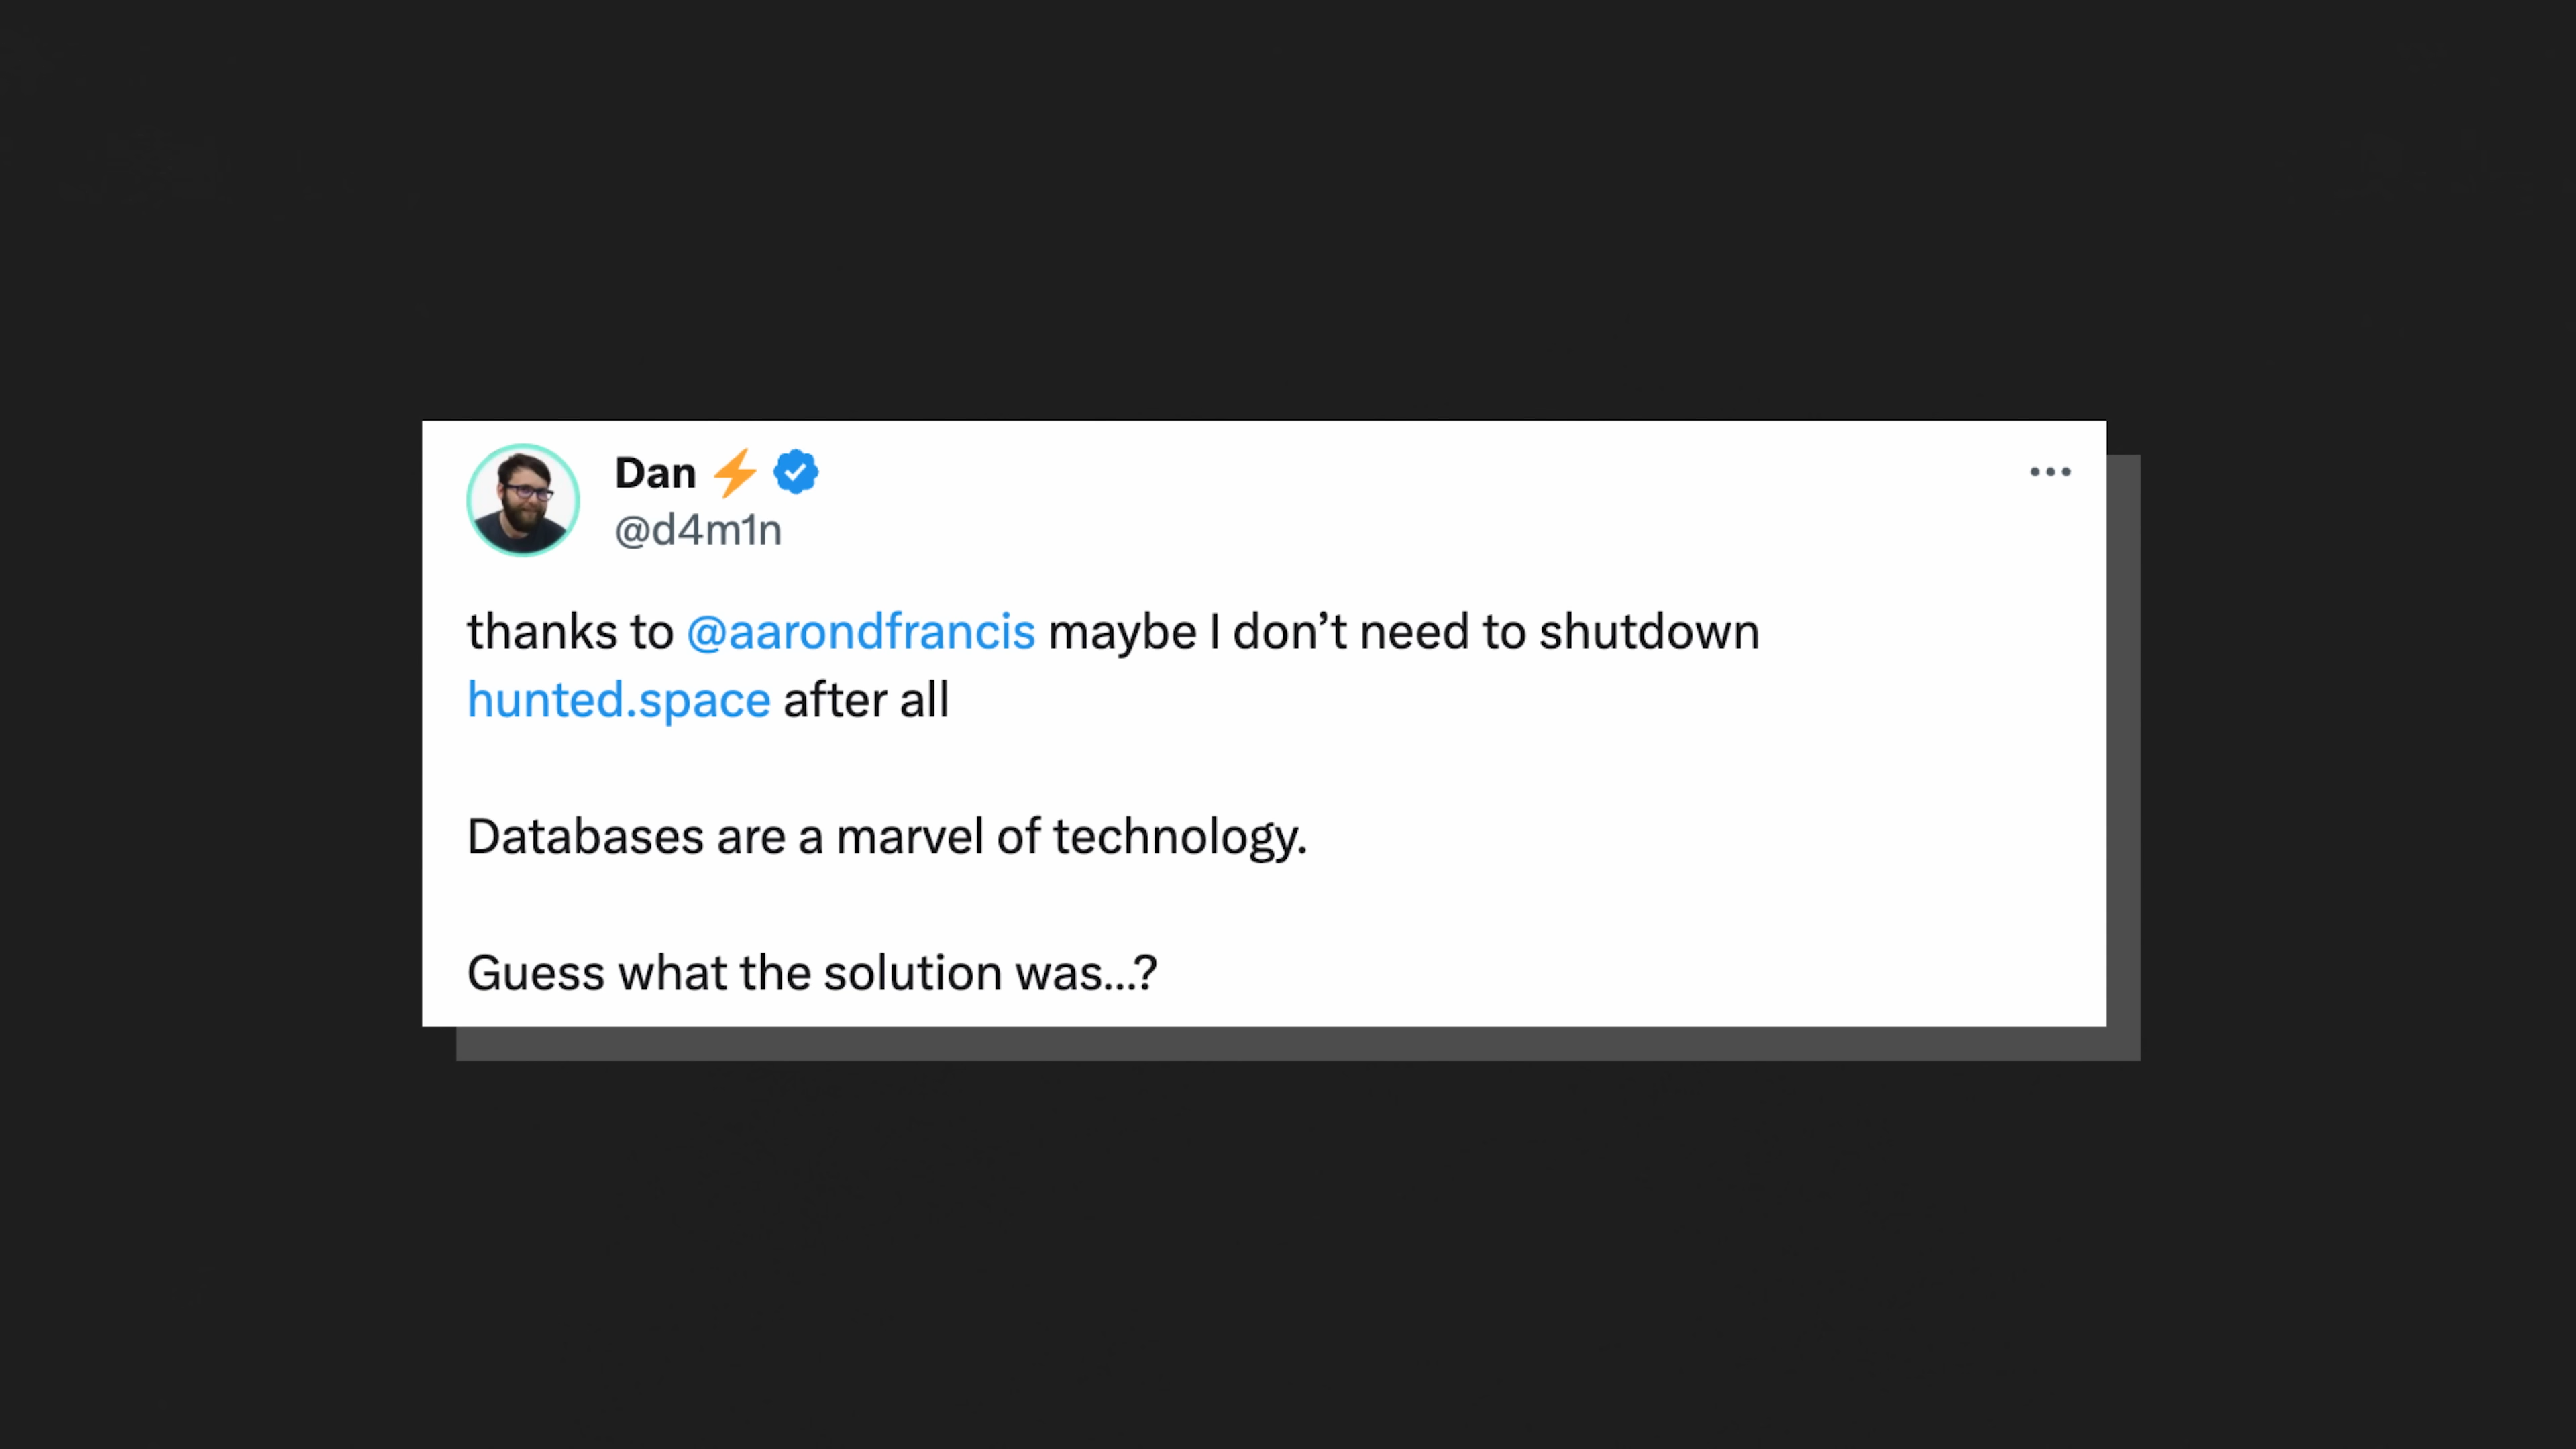 Dan ⚡
@d4m1n
thanks to @aarondfrancis maybe I don’t need to shutdown
hunted.space after all
Databases are a marvel of technology.
Guess what the solution was...?